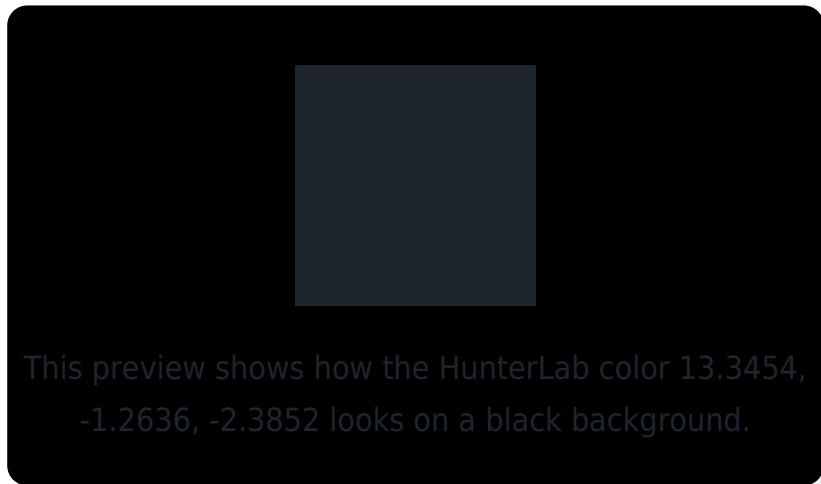 This preview shows how the HunterLab color 13.3454,
-1.2636, -2.3852 looks on a black background.